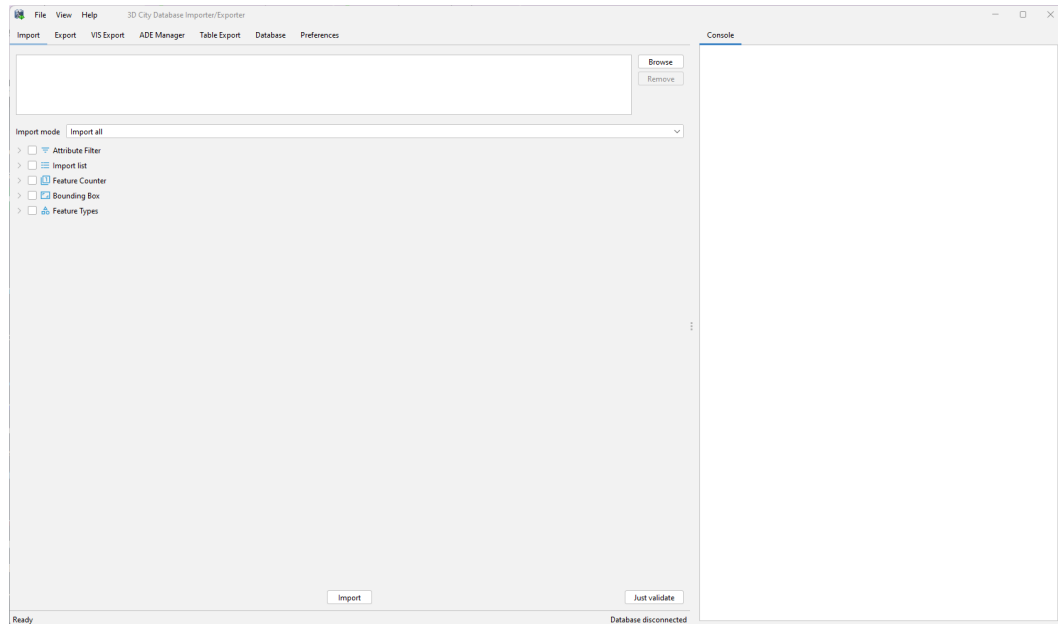 File View Help 3D City Database Importer/Exporter
Import Export VIS Export ADE Manager Table Export Database Preferences
Console
Browse
Remove
Import mode Import all
Attribute Filter
Import list
Feature Counter
Bounding Box
Feature Types
Import
Just validate
Ready
Database disconnected